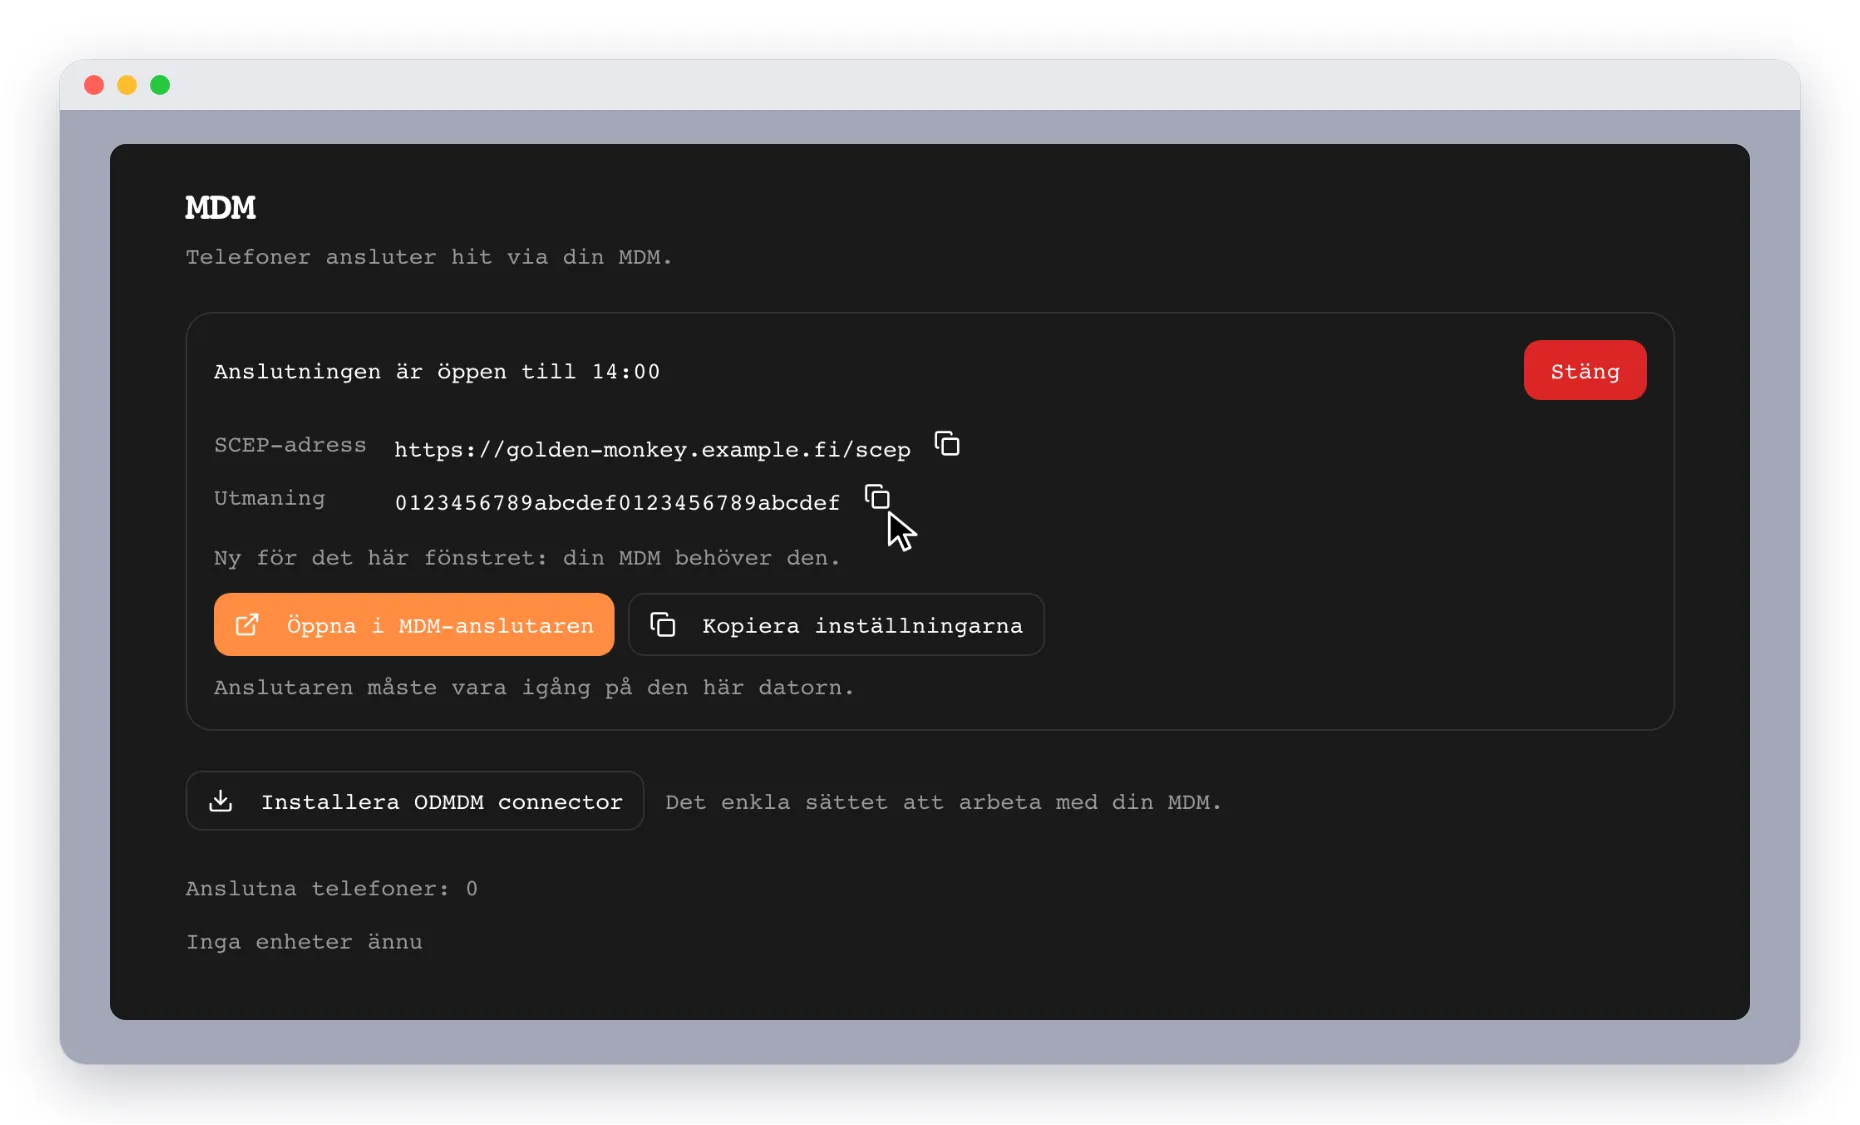 MDM
Telefoner ansluter hit via din MDM.
Anslutningen är öppen till 14:00
Stäng
SCEP-adress https://golden-monkey.example.fi/scep
Utmaning 0123456789abcdef0123456789abcdef
Ny för det här fönstret: din MDM behöver den.
Öppna i MDM-anslutaren
Kopiera inställningarna
Anslutaren måste vara igång på den här datorn.
Installera ODMDM connector
Det enkla sättet att arbeta med din MDM.
Anslutna telefoner: 0
Inga enheter ännu